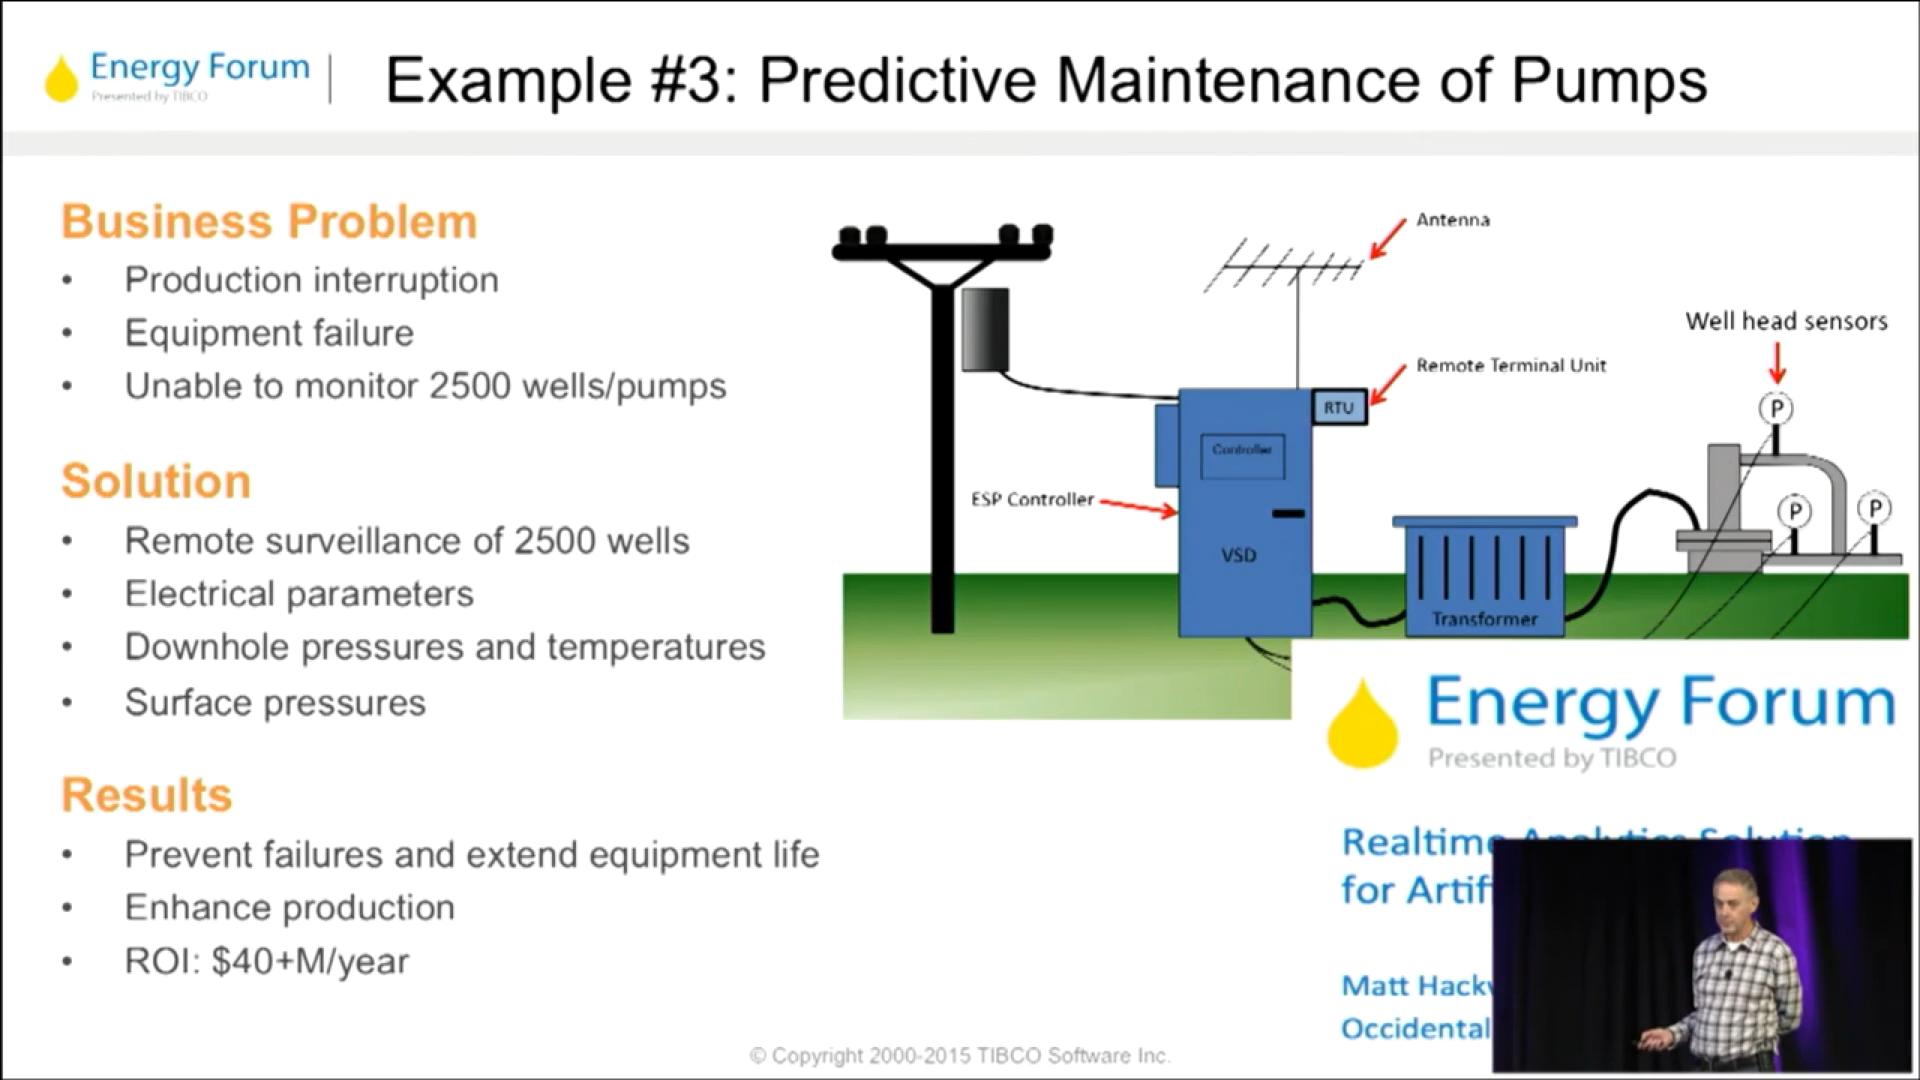 Energy Forum
Presented by TIBCO
Example #3: Predictive Maintenance of Pumps
Business Problem
• Production interruption
• Equipment failure
• Unable to monitor 2500 wells/pumps
Solution
• Remote surveillance of 2500 wells
• Electrical parameters
• Downhole pressures and temperatures
• Surface pressures
Results
• Prevent failures and extend equipment life
• Enhance production
• ROI: $40+M/year
Antenna
Well head sensors
Remote Terminal Unit
RTU
P
Controller
ESP Controller
P
P
VSD
Transformer
Energy Forum
Presented by TIBCO
Realtime Analytics Solution
for
Matt
Occidental
© Copyright 2000-2015 TIBCO Software Inc.